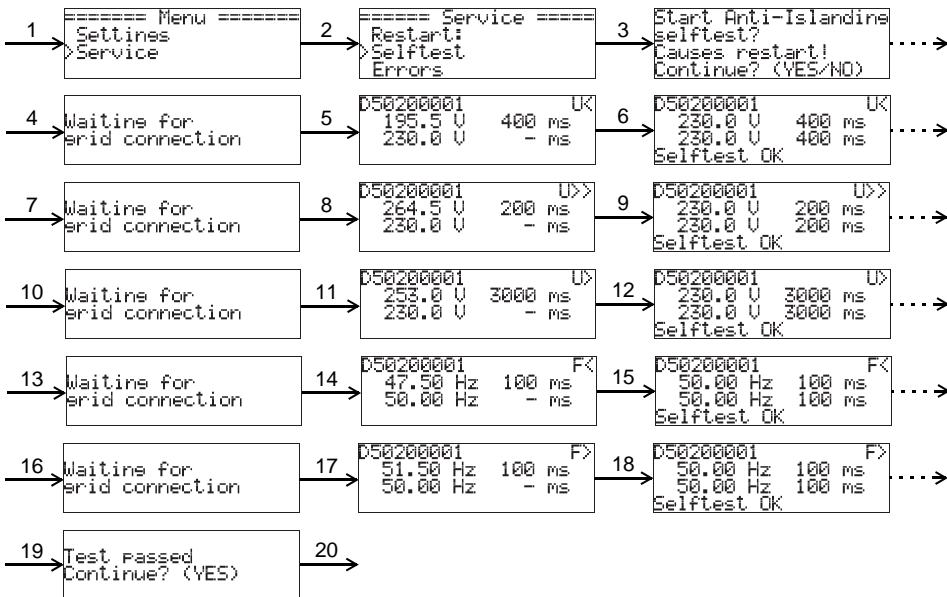 1
======= Menu =======
Settings
>Service
2
====== Service =====
Restart:
>Selftest
Errors
3
Start Anti-Islanding
selftest?
Causes restart!
Continue? (YES/NO)
4
Waiting for
grid connection
5
D50200001 U<
195.5 V 400 ms
230.0 V - ms
6
D50200001 U<
230.0 V 400 ms
230.0 V 400 ms
Selftest OK
7
Waiting for
grid connection
8
D50200001 U>>
264.5 V 200 ms
230.0 V - ms
9
D50200001 U>>
230.0 V 200 ms
230.0 V 200 ms
Selftest OK
10
Waiting for
grid connection
11
D50200001 U>
253.0 V 3000 ms
230.0 V - ms
12
D50200001 U>
230.0 V 3000 ms
230.0 V 3000 ms
Selftest OK
13
Waiting for
grid connection
14
D50200001 F<
47.50 Hz 100 ms
50.00 Hz - ms
15
D50200001 F<
50.00 Hz 100 ms
50.00 Hz 100 ms
Selftest OK
16
Waiting for
grid connection
17
D50200001 F>
51.50 Hz 100 ms
50.00 Hz - ms
18
D50200001 F>
50.00 Hz 100 ms
50.00 Hz 100 ms
Selftest OK
19
Test passed
Continue? (YES)
20